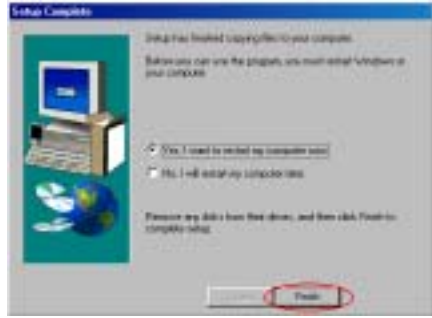 Setup Complete
Setup has finished copying files to your computer.
Before you can use the program, you must restart Windows or
your computer.
Yes, I want to restart my computer now.
No, I will restart my computer later.
Remove any disks from their drives, and then click Finish to
complete setup.
Finish